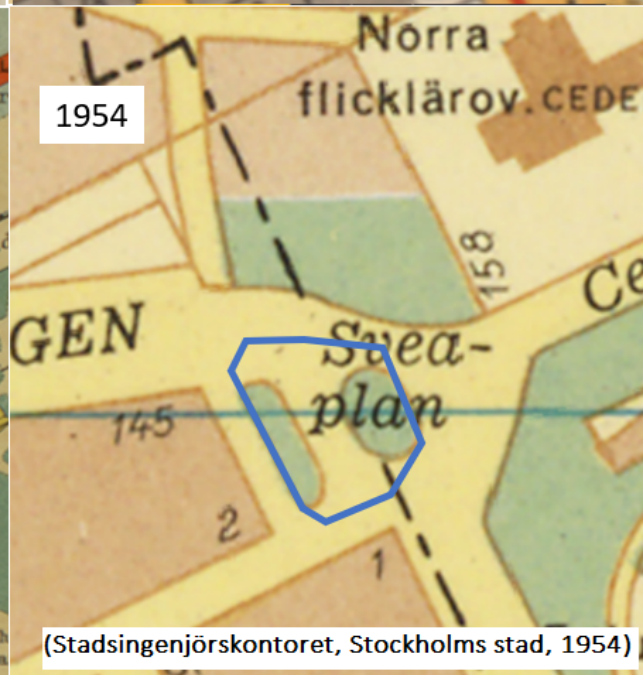 Norra
flicklärov. CEDE
1954
158
Ce
GEN
Svea-
plan
145
2
1
(Stadsingenjörskontoret, Stockholms stad, 1954)